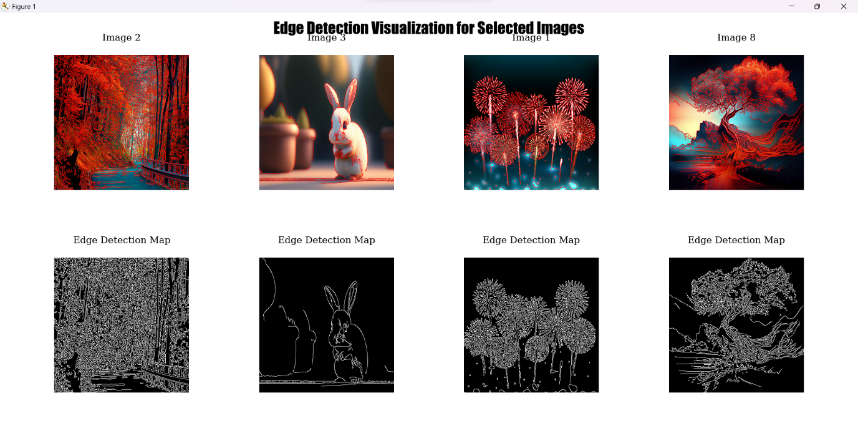 Figure 1
Edge Detection Visualization for Selected Images
Image 2
Image 3
Image 1
Image 8
Edge Detection Map
Edge Detection Map
Edge Detection Map
Edge Detection Map